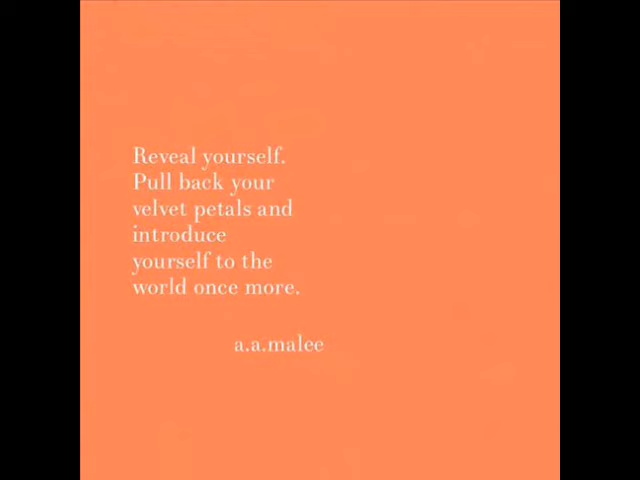 Reveal yourself.
Pull back your
velvet petals and
introduce
yourself to the
world once more.
a.a.malee